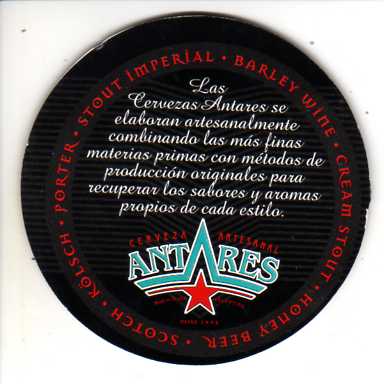 STOUT IMPERIAL • BARLEY WINE • CREAM STOUT • HONEY BEER • SCOTCH • KÖLSCH • PORTER •
Las
Cervezas Antares se
elaboran artesanalmente
combinando las más finas
materias primas con métodos de
producción originales para
recuperar los sabores y aromas
propios de cada estilo.
CERVEZA ARTESANAL
ANTARES